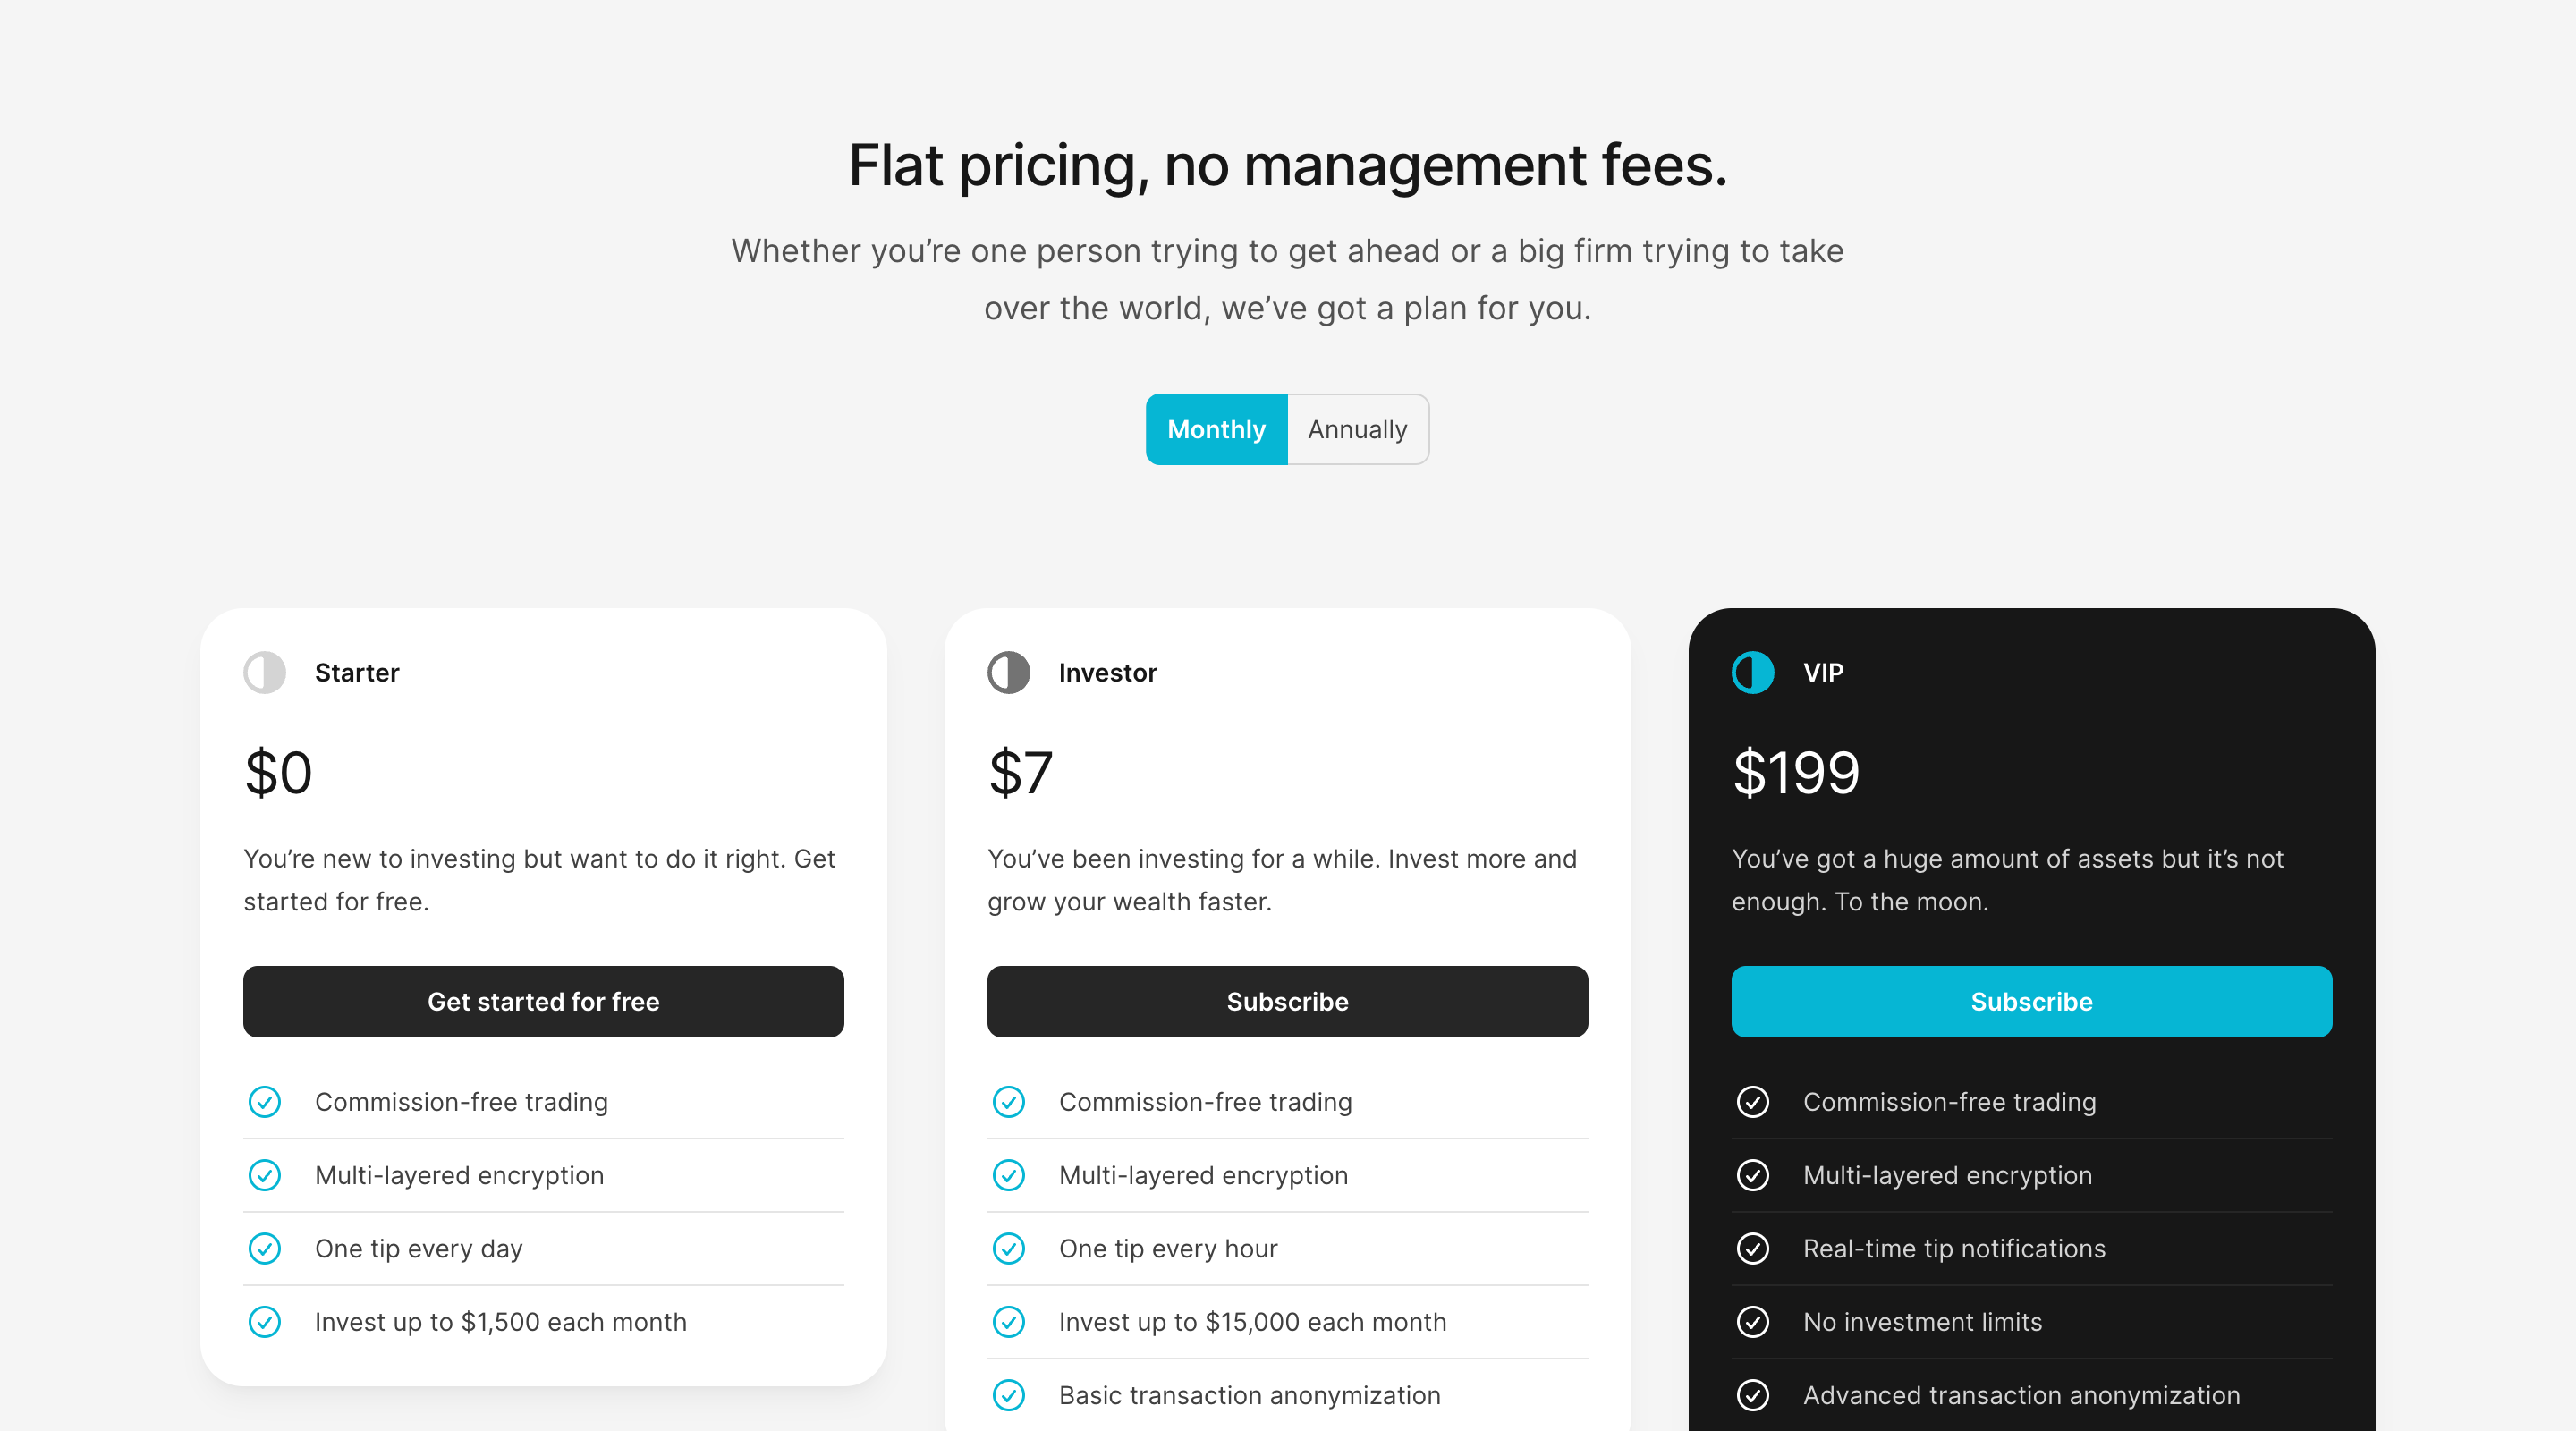 Flat pricing, no management fees.
Whether you’re one person trying to get ahead or a big firm trying to take
over the world, we’ve got a plan for you.
Monthly
Annually
Starter
$0
You’re new to investing but want to do it right. Get
started for free.
Get started for free
Commission-free trading
Multi-layered encryption
One tip every day
Invest up to $1,500 each month
Investor
$7
You’ve been investing for a while. Invest more and
grow your wealth faster.
Subscribe
Commission-free trading
Multi-layered encryption
One tip every hour
Invest up to $15,000 each month
Basic transaction anonymization
VIP
$199
You’ve got a huge amount of assets but it’s not
enough. To the moon.
Subscribe
Commission-free trading
Multi-layered encryption
Real-time tip notifications
No investment limits
Advanced transaction anonymization